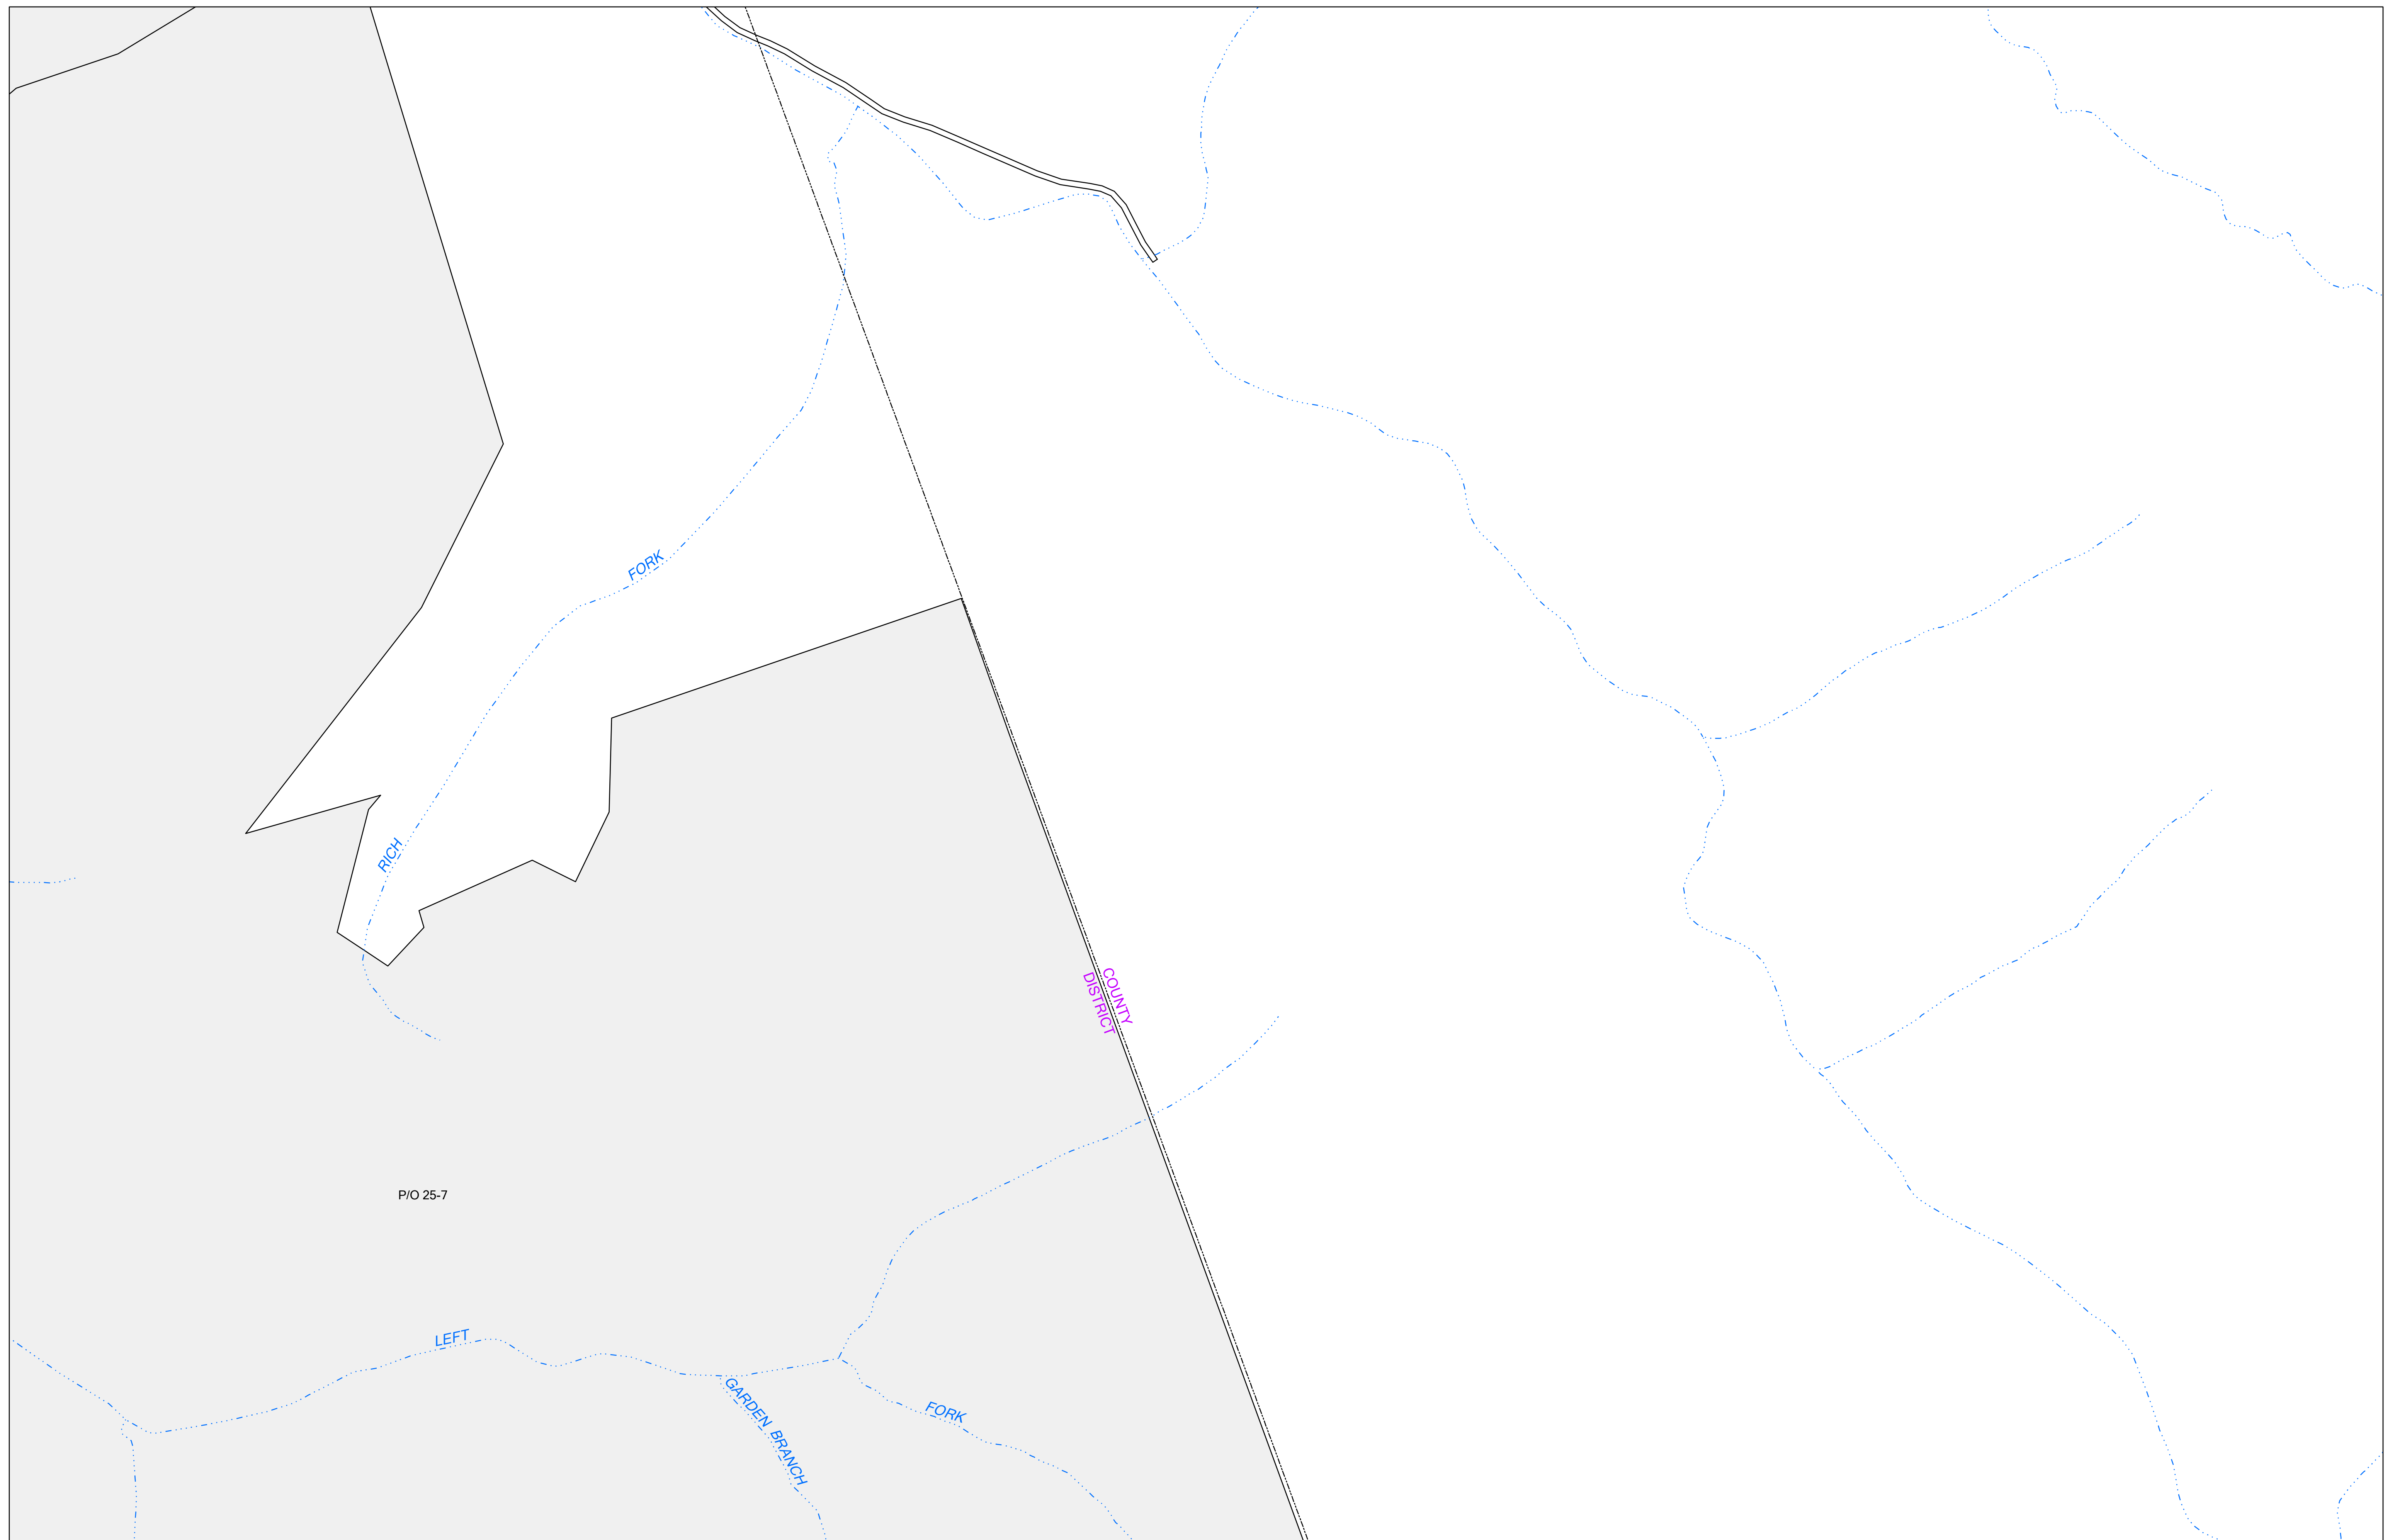 FORK
RICH
COUNTY
DISTRICT
P/O 25-7
LEFT
GARDEN BRANCH
FORK